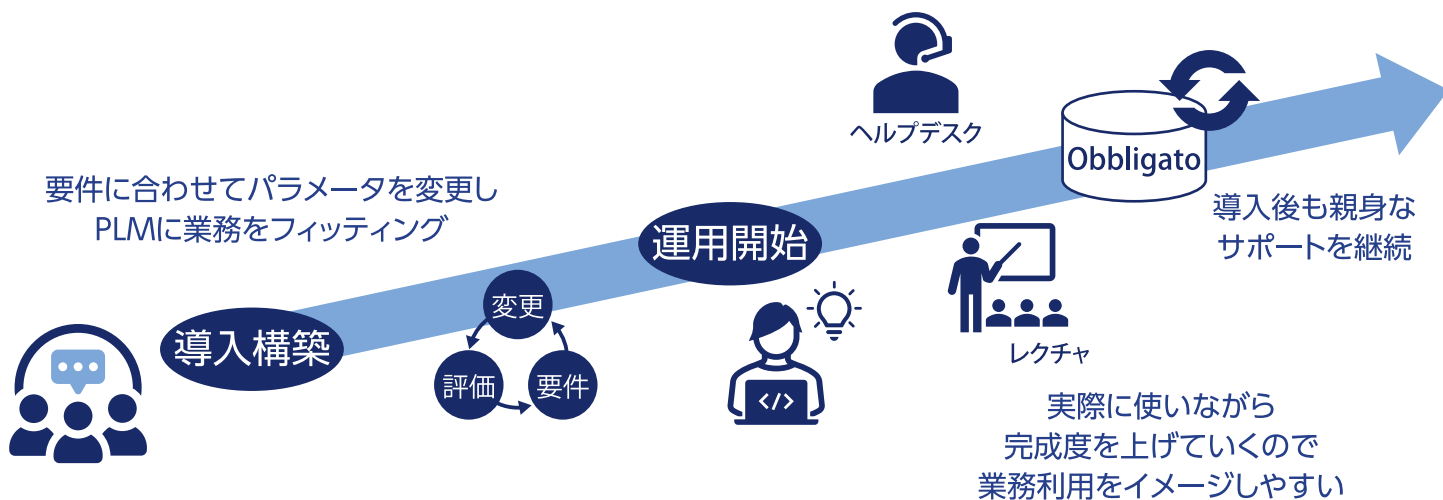 要件に合わせてパラメータを変更し
PLMに業務をフィッティング
導入構築
変更
評価
要件
運用開始
</>
ヘルプデスク
レクチャ
Obbligato
導入後も親身な
サポートを継続
実際に使いながら
完成度を上げていくので
業務利用をイメージしやすい